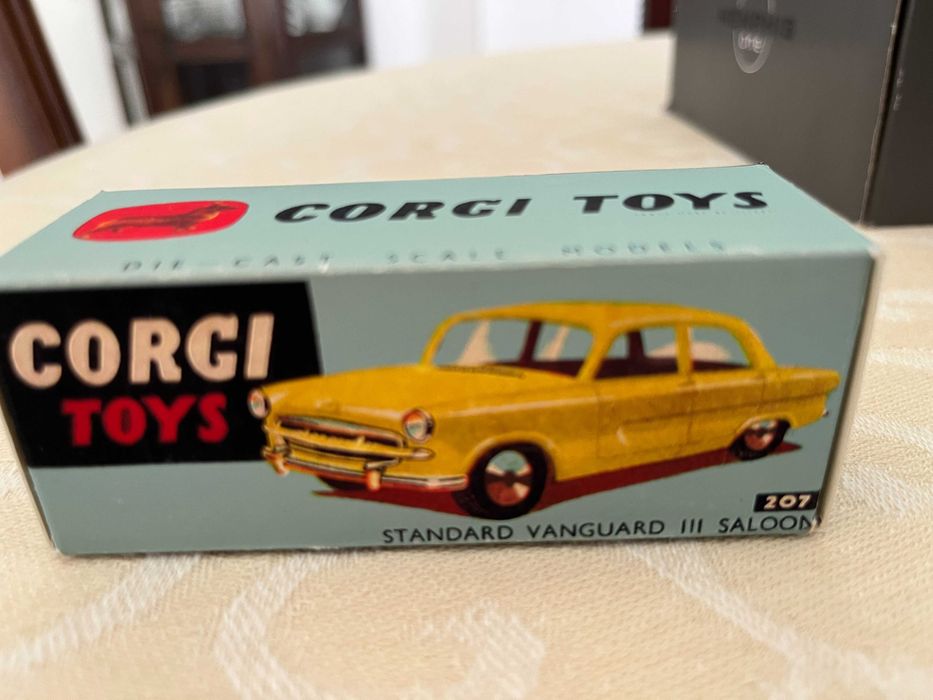 CORGI TOYS
DIE - CAST SCALE MODELS
CORGI
TOYS
207
STANDARD VANGUARD III SALOON